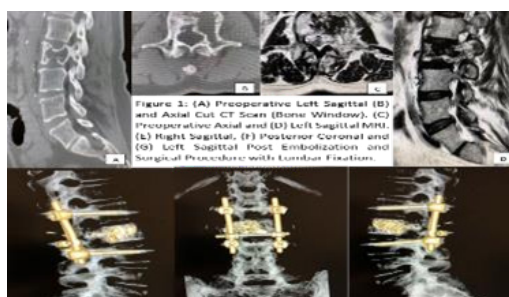 B
C
Figure 1: (A) Preoperative Left Sagittal (B)
and Axial Cut CT Scan (Bone Window). (C)
Preoperative Axial and (D) Left Sagittal MRI.
(E) Right Sagittal, (F) Posterior Coronal and
(G) Left Sagittal Post Embolization and
Surgical Procedure with Lumbar Fixation.
A
D